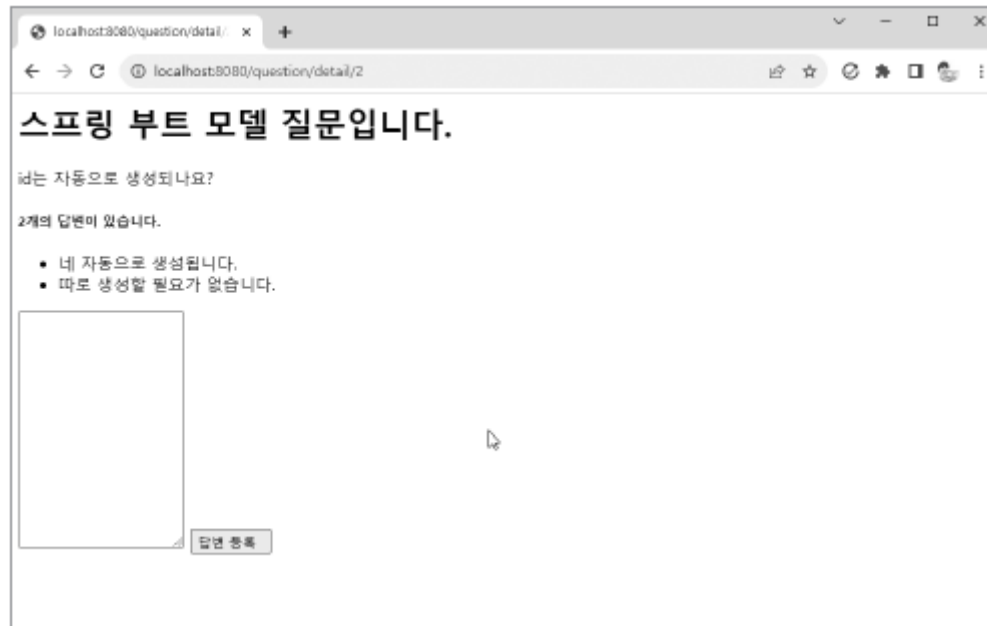 localhost:8080/question/detail/
localhost:8080/question/detail/2
스프링 부트 모델 질문입니다.
id는 자동으로 생성되나요?
2개의 답변이 있습니다.
네 자동으로 생성됩니다.
따로 생성할 필요가 없습니다.
답변 등록